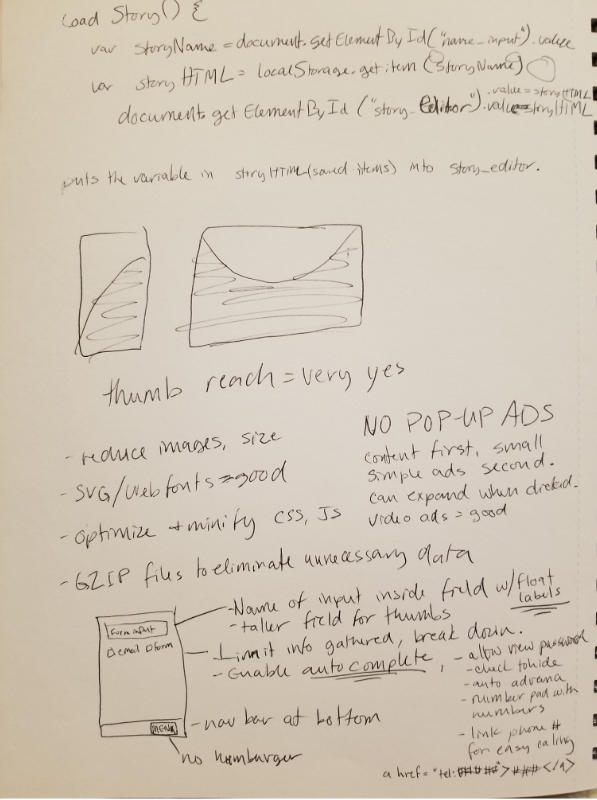 Load Story() {
var storyName = document.getElementById("name_input").value
var storyHTML = localStorage.getitem(storyName)
document.getElementById("story_editor").value=storyHTML
.value=storyHTML
puts the variable in storyHTML(saved items) into story_editor.
thumb reach = very yes
- reduce images, size
- SVG/Webfonts = good
- optimize + minify CSS, JS
- GZIP files to eliminate unnecessary data
NO POP-UP ADS
content first, small
simple ads second.
can expand when clicked.
video ads = good
form input
email form
MENU
- Name of input inside field w/ float labels
- taller field for thumbs
- Limit info gathered, break down.
- Enable autocomplete,
- allow view password
- click to hide
- auto advance
- number pad with
numbers
- link phone #
for easy calling
a href="tel:###">###</a>
- nav bar at bottom
no hamburger